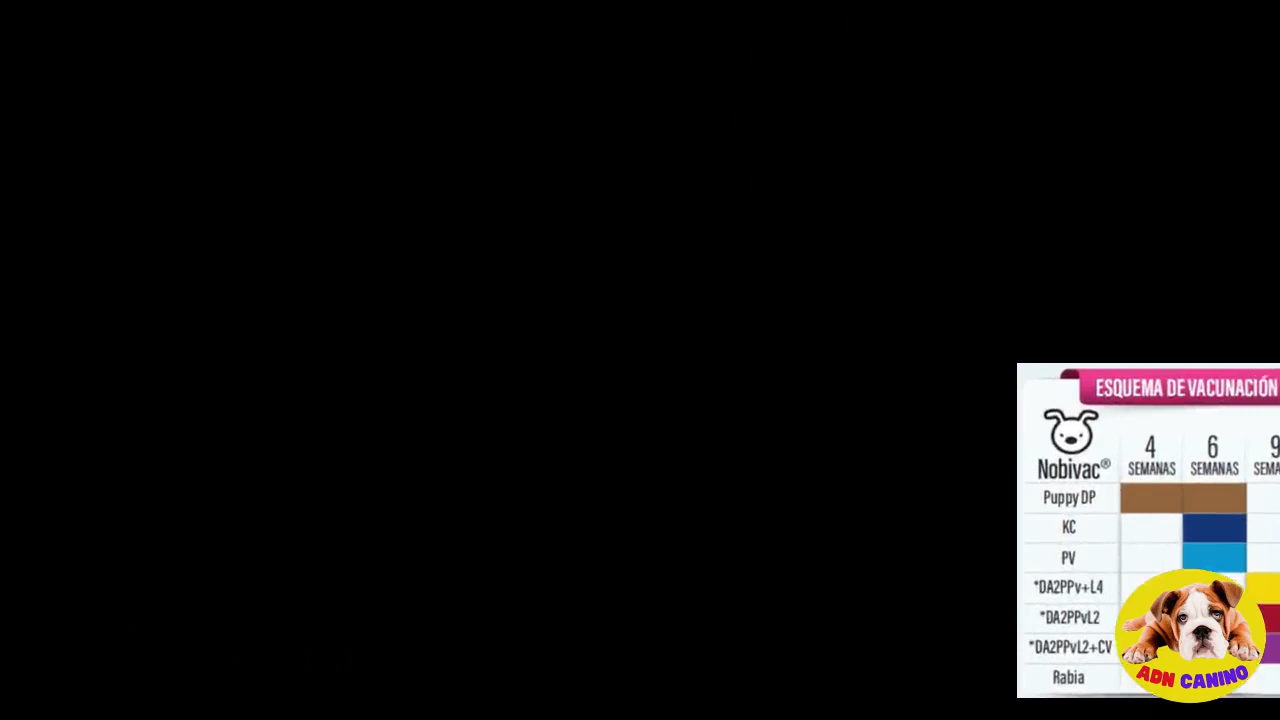 ESQUEMA DE VACUNACIÓN
Nobivac®
4 SEMANAS
6 SEMANAS
9
Puppy DP
KC
PV
*DA2PPv+L4
*DA2PPvL2
*DA2PPvL2+CV
Rabia
ADN CANINO